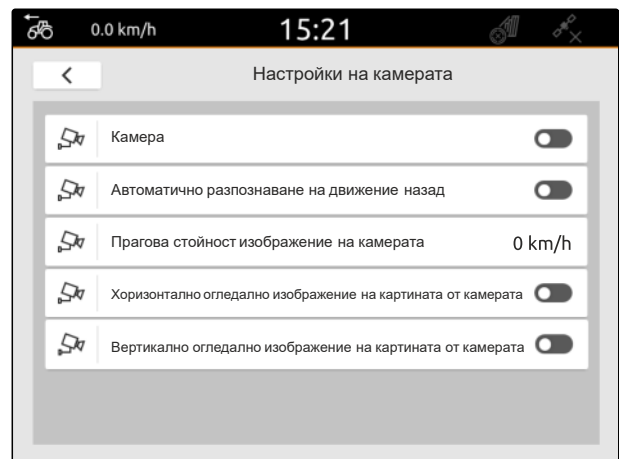 0.0 km/h 15:21
Настройки на камерата
Камера
Автоматично разпознаване на движение назад
Прагова стойност изображение на камерата 0 km/h
Хоризонтално огледално изображение на картината от камерата
Вертикално огледално изображение на картината от камерата